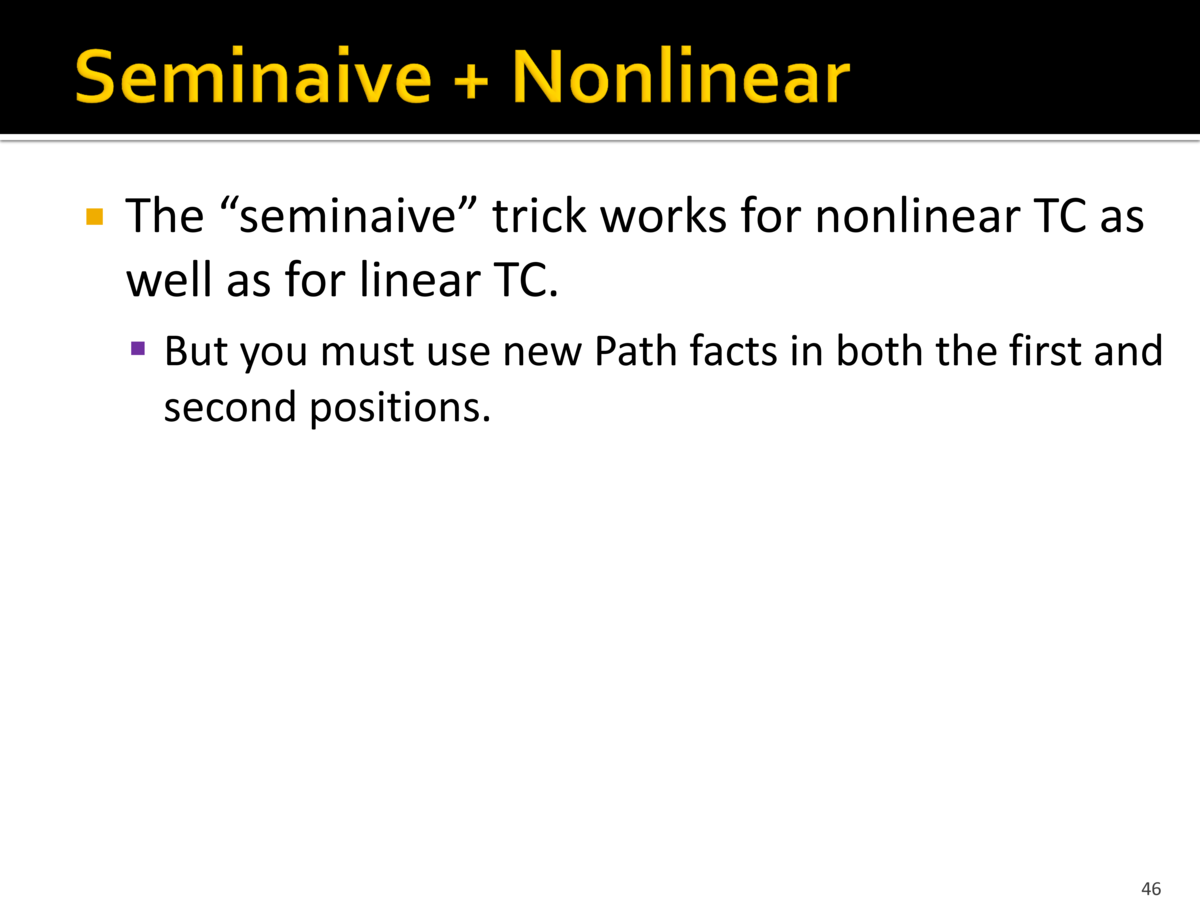 Seminaive + Nonlinear
The “seminaive” trick works for nonlinear TC as
well as for linear TC.
But you must use new Path facts in both the first and
second positions.
46